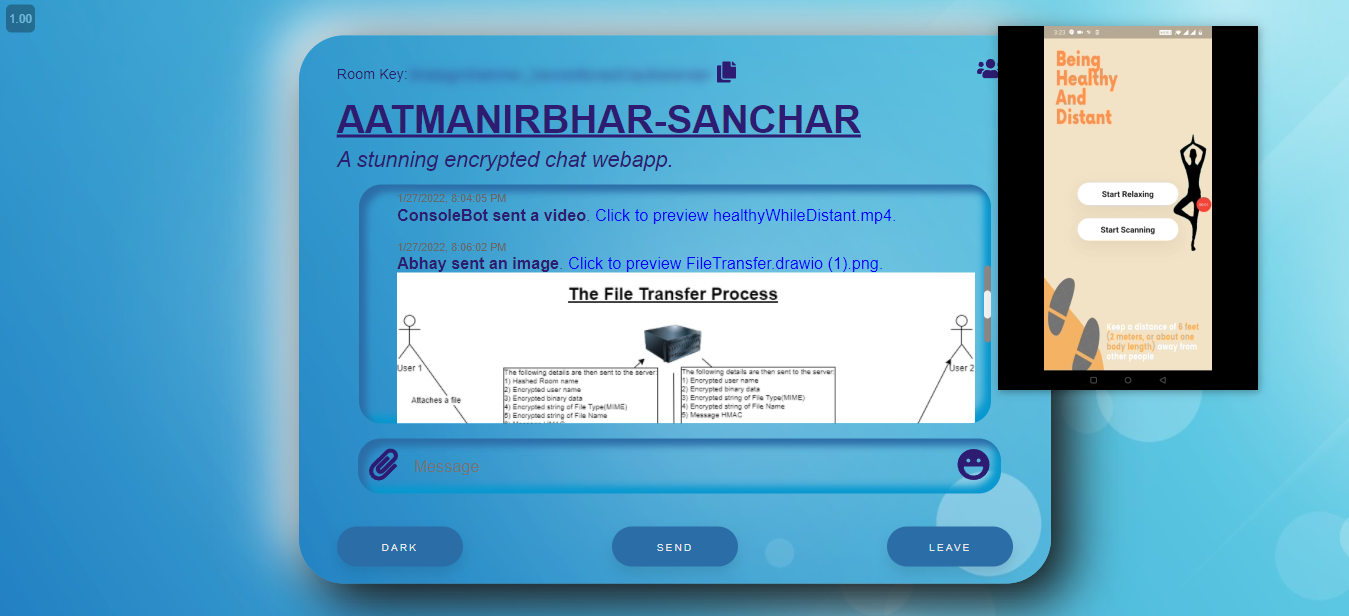 1.00
Room Key:
AATMANIRBHAR-SANCHAR
A stunning encrypted chat webapp.
1/27/2022, 8:04:05 PM
ConsoleBot sent a video. Click to preview healthyWhileDistant.mp4.
1/27/2022, 8:06:02 PM
Abhay sent an image. Click to preview FileTransfer.drawio (1).png.
The File Transfer Process
User 1
User 2
Attaches a file
The following details are then sent to the server:
1) Hashed Room name
2) Encrypted user name
3) Encrypted binary data
4) Encrypted string of File Type(MIME)
5) Encrypted string of File Name
6) Message HMAC
The following details are then sent to the server:
1) Encrypted user name
2) Encrypted binary data
3) Encrypted string of File Type(MIME)
4) Encrypted string of File Name
5) Message HMAC
Message
DARK
SEND
LEAVE
3:23
Being
Healthy
And
Distant
Start Relaxing
Start Scanning
Keep a distance of 6 feet
(2 meters, or about one
body length) away from
other people